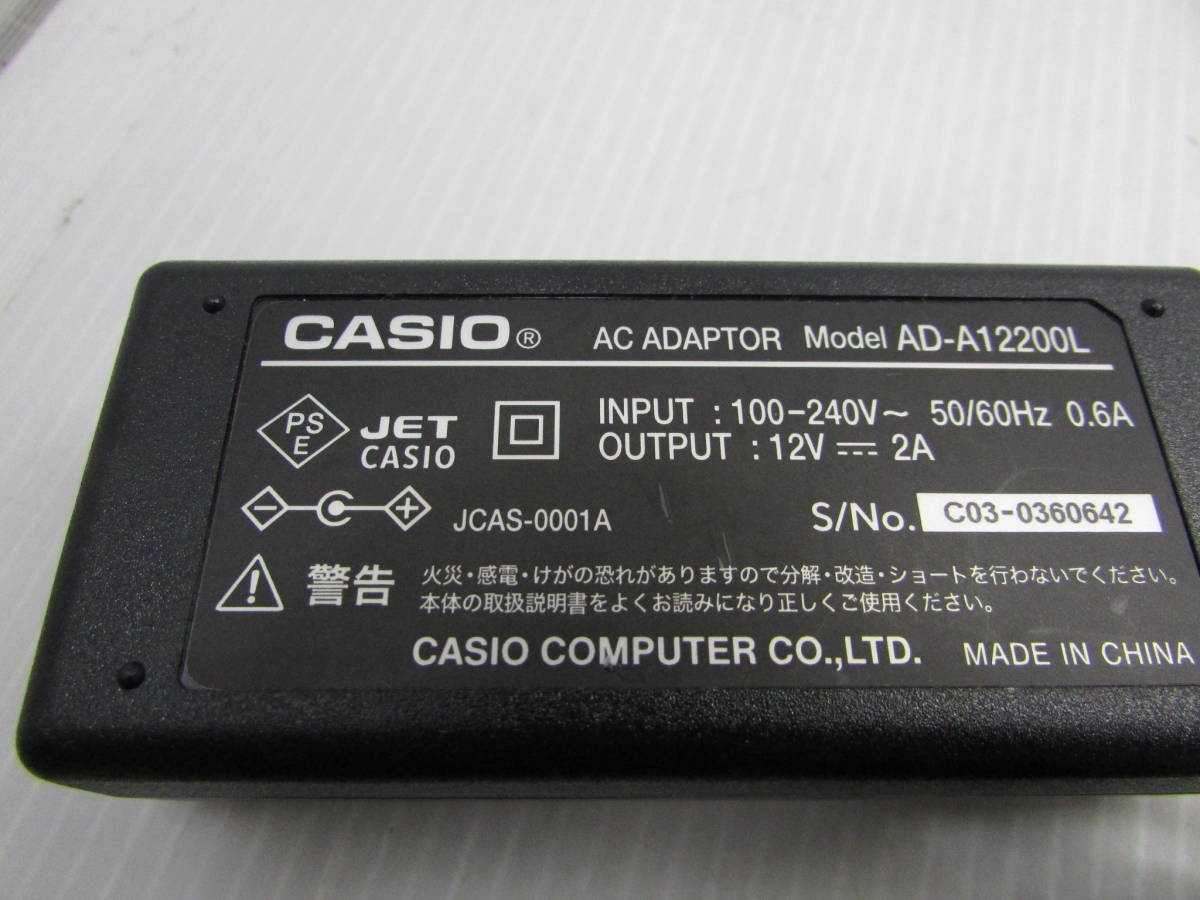 CASIO® AC ADAPTOR Model AD-A12200L
PS E JET CASIO
INPUT : 100-240V~ 50/60Hz 0.6A
OUTPUT : 12V ⎓ 2A
- + JCAS-0001A S/No. C03-0360642
警告 火災・感電・けがの恐れがありますので分解・改造・ショートを行わないでください。
本体の取扱説明書をよくお読みになり正しくご使用ください。
CASIO COMPUTER CO.,LTD. MADE IN CHINA